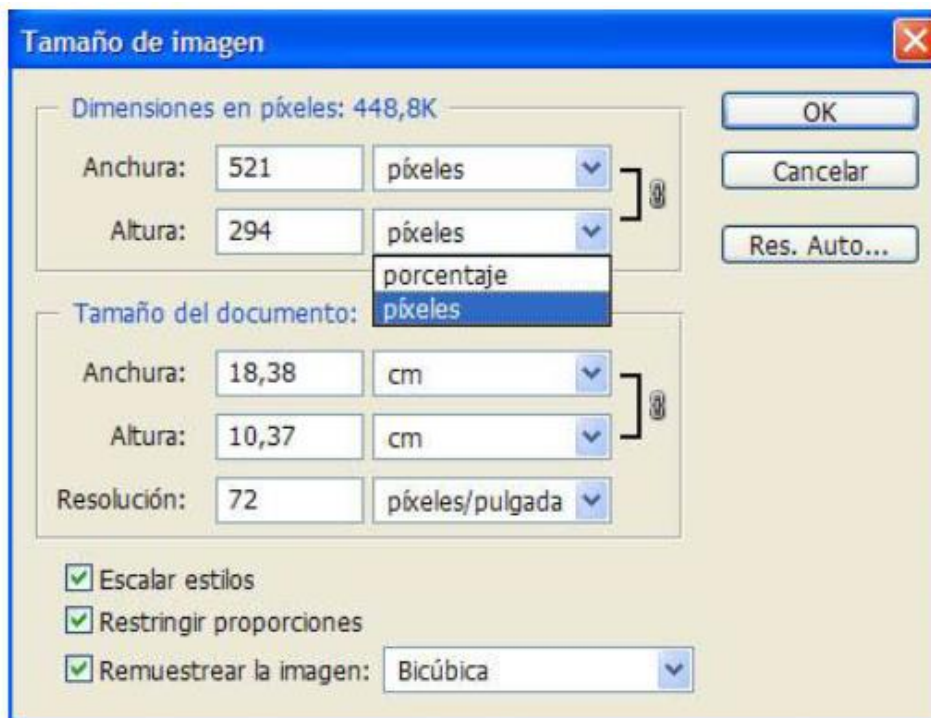 Tamaño de imagen
Dimensiones en píxeles: 448,8K
OK
Anchura: 521 píxeles
Cancelar
Altura: 294 píxeles
Res. Auto...
porcentaje
píxeles
Tamaño del documento:
Anchura: 18,38 cm
Altura: 10,37 cm
Resolución: 72 píxeles/pulgada
Escalar estilos
Restringir proporciones
Remuestrear la imagen: Bicúbica